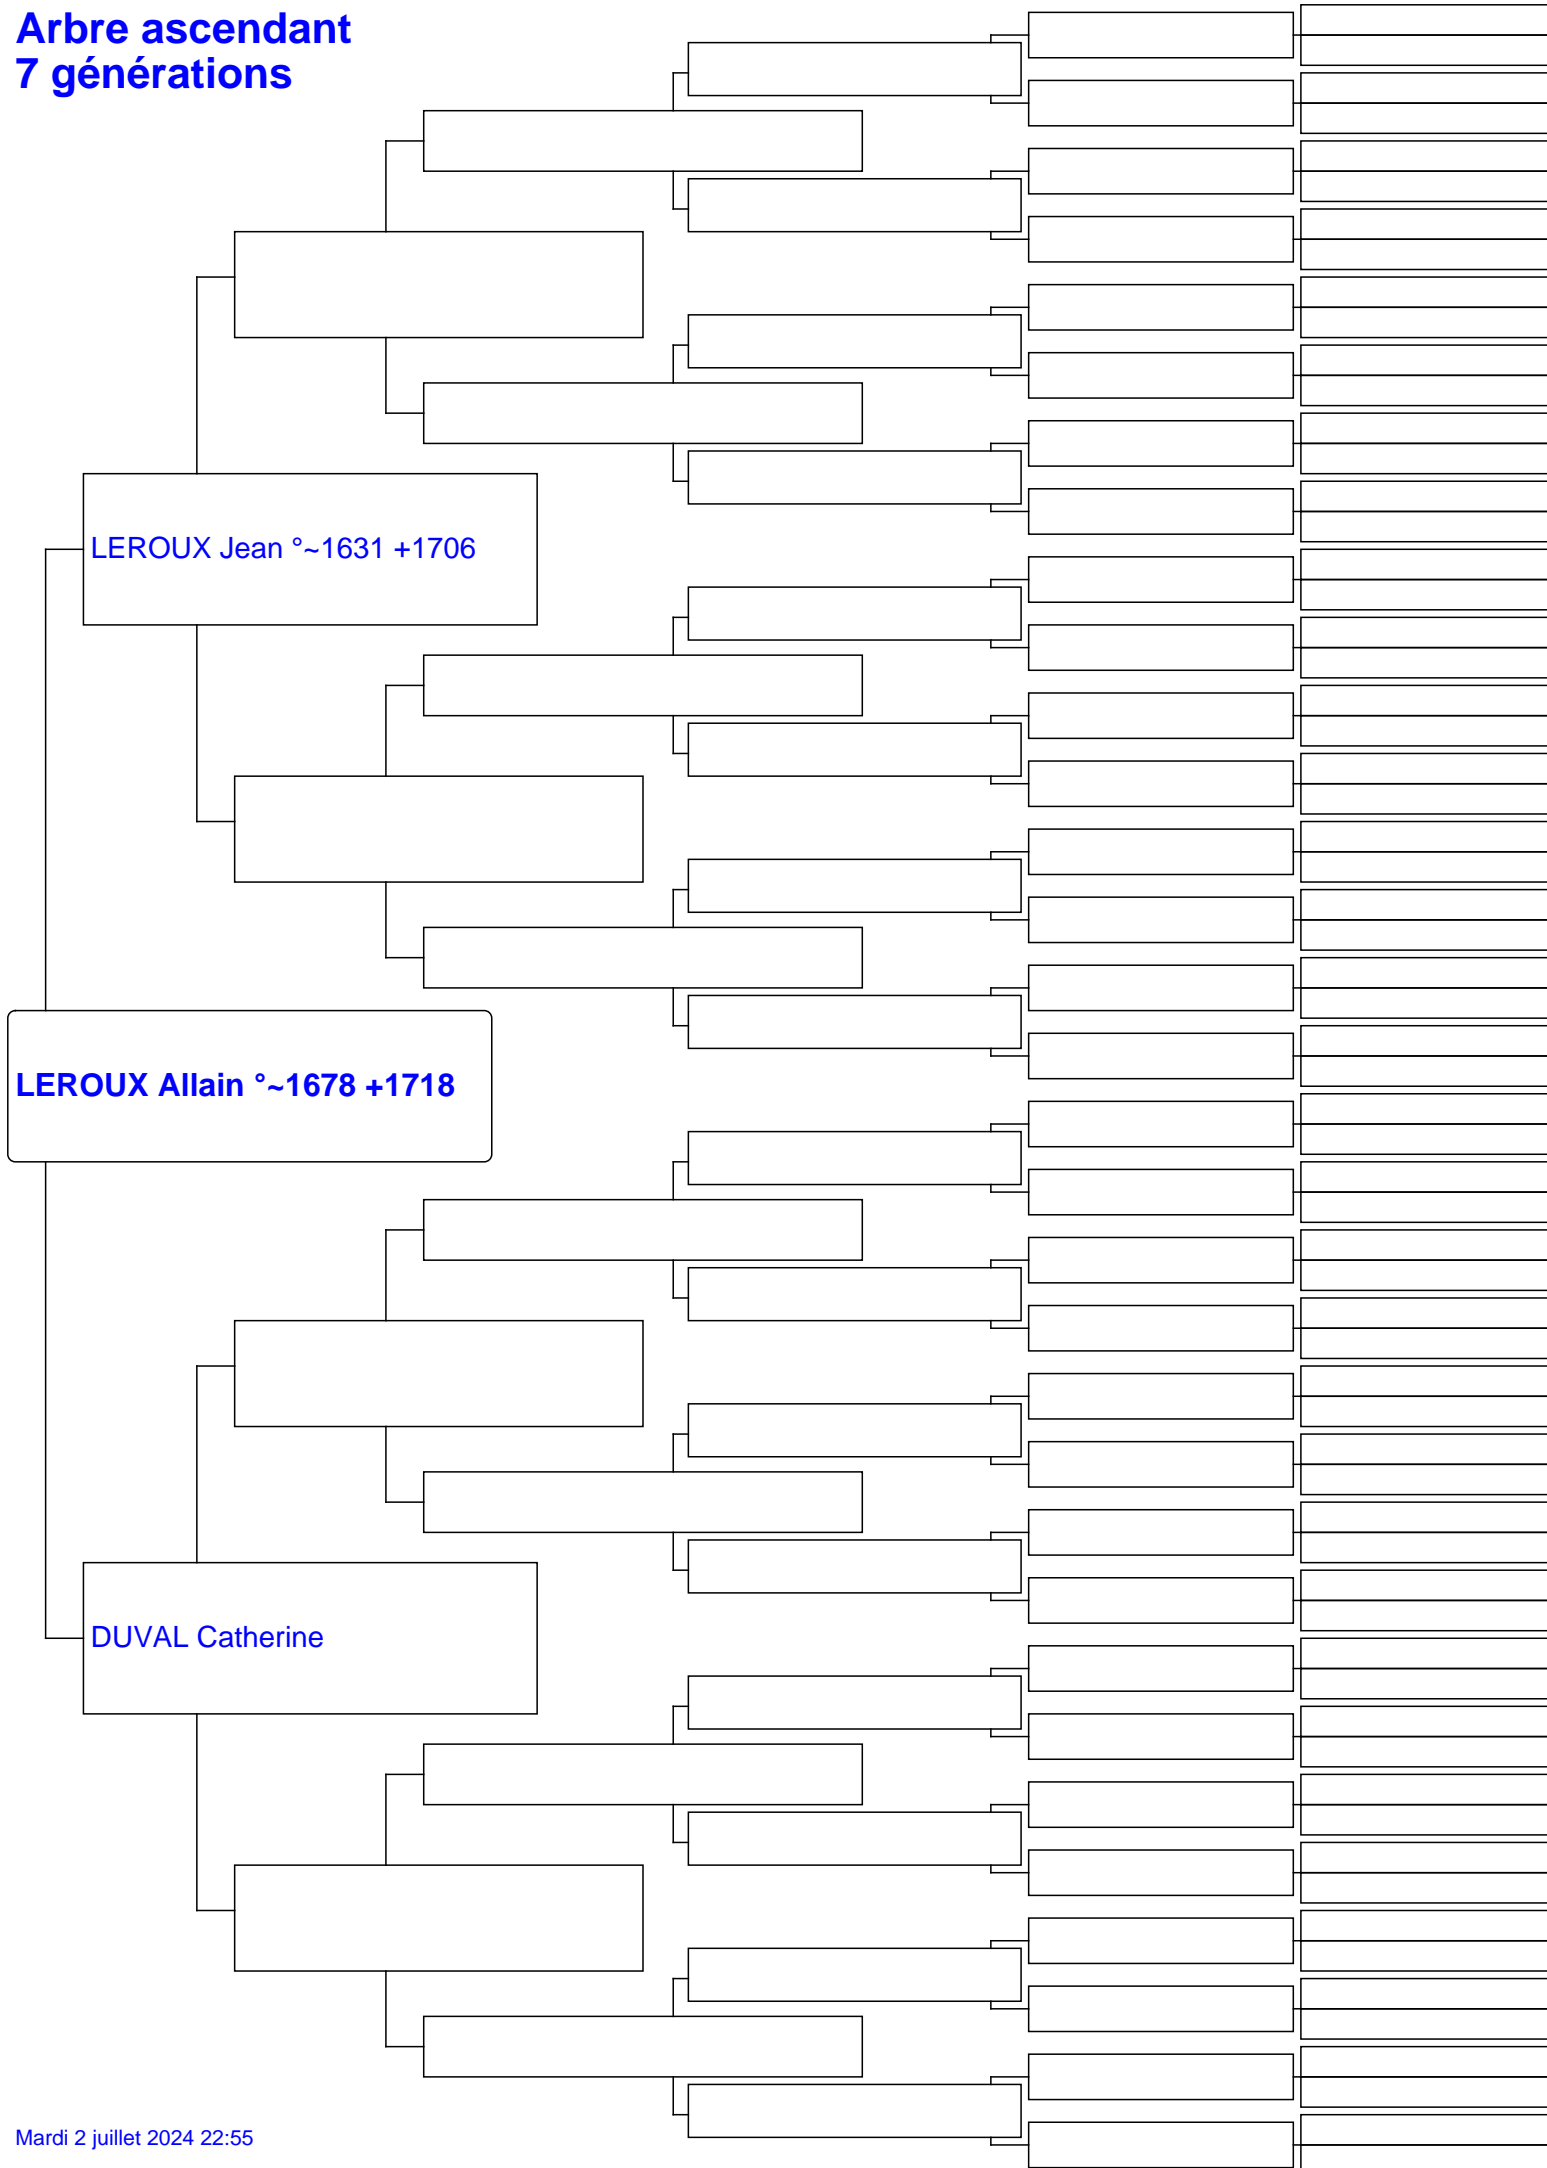 Arbre ascendant
7 générations
LEROUX Jean °~1631 +1706
LEROUX Allain °~1678 +1718
DUVAL Catherine
Mardi 2 juillet 2024 22:55